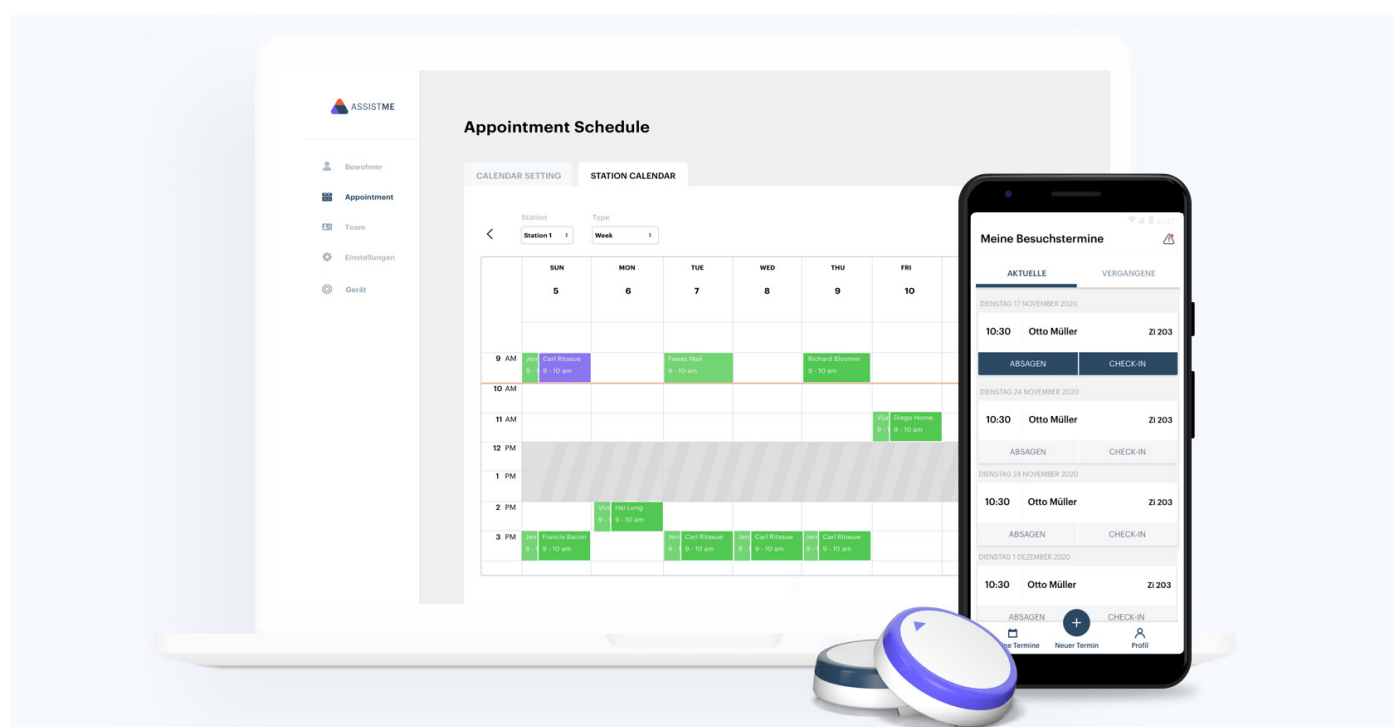 ASSISTME
Bewohner
Appointment
Team
Einstellungen
Gerät
Appointment Schedule
CALENDAR SETTING STATION CALENDAR
Station Type
Station 1 Week
SUN MON TUE WED THU FRI
5 6 7 8 9 10
9 AM
Carl Ritasue Fawaz Mail Richard Bloomer
9 - 10 am 9 - 10 am 9 - 10 am
10 AM
11 AM
Diego Home
9 - 10 am
12 PM
1 PM
2 PM
Hai Long
9 - 10 am
3 PM
Francis Bacon Carl Ritasue Carl Ritasue Carl Ritasue
9 - 10 am 9 - 10 am 9 - 10 am 9 - 10 am
Meine Besuchstermine
AKTUELLE VERGANGENE
DIENSTAG 17 NOVEMBER 2020
10:30 Otto Müller Zi 203
ABSAGEN CHECK-IN
DIENSTAG 24 NOVEMBER 2020
10:30 Otto Müller Zi 203
ABSAGEN CHECK-IN
DIENSTAG 24 NOVEMBER 2020
10:30 Otto Müller Zi 203
ABSAGEN CHECK-IN
DIENSTAG 1 DEZEMBER 2020
10:30 Otto Müller Zi 203
ABSAGEN CHECK-IN
Termine Neuer Termin Profil